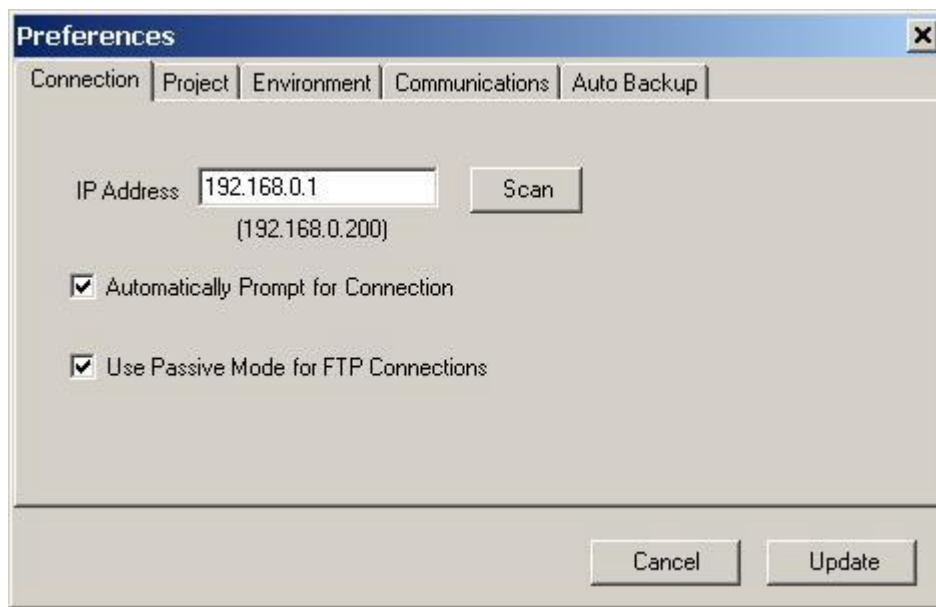 Preferences
Connection Project Environment Communications Auto Backup
IP Address 192.168.0.1 Scan
(192.168.0.200)
Automatically Prompt for Connection
Use Passive Mode for FTP Connections
Cancel Update